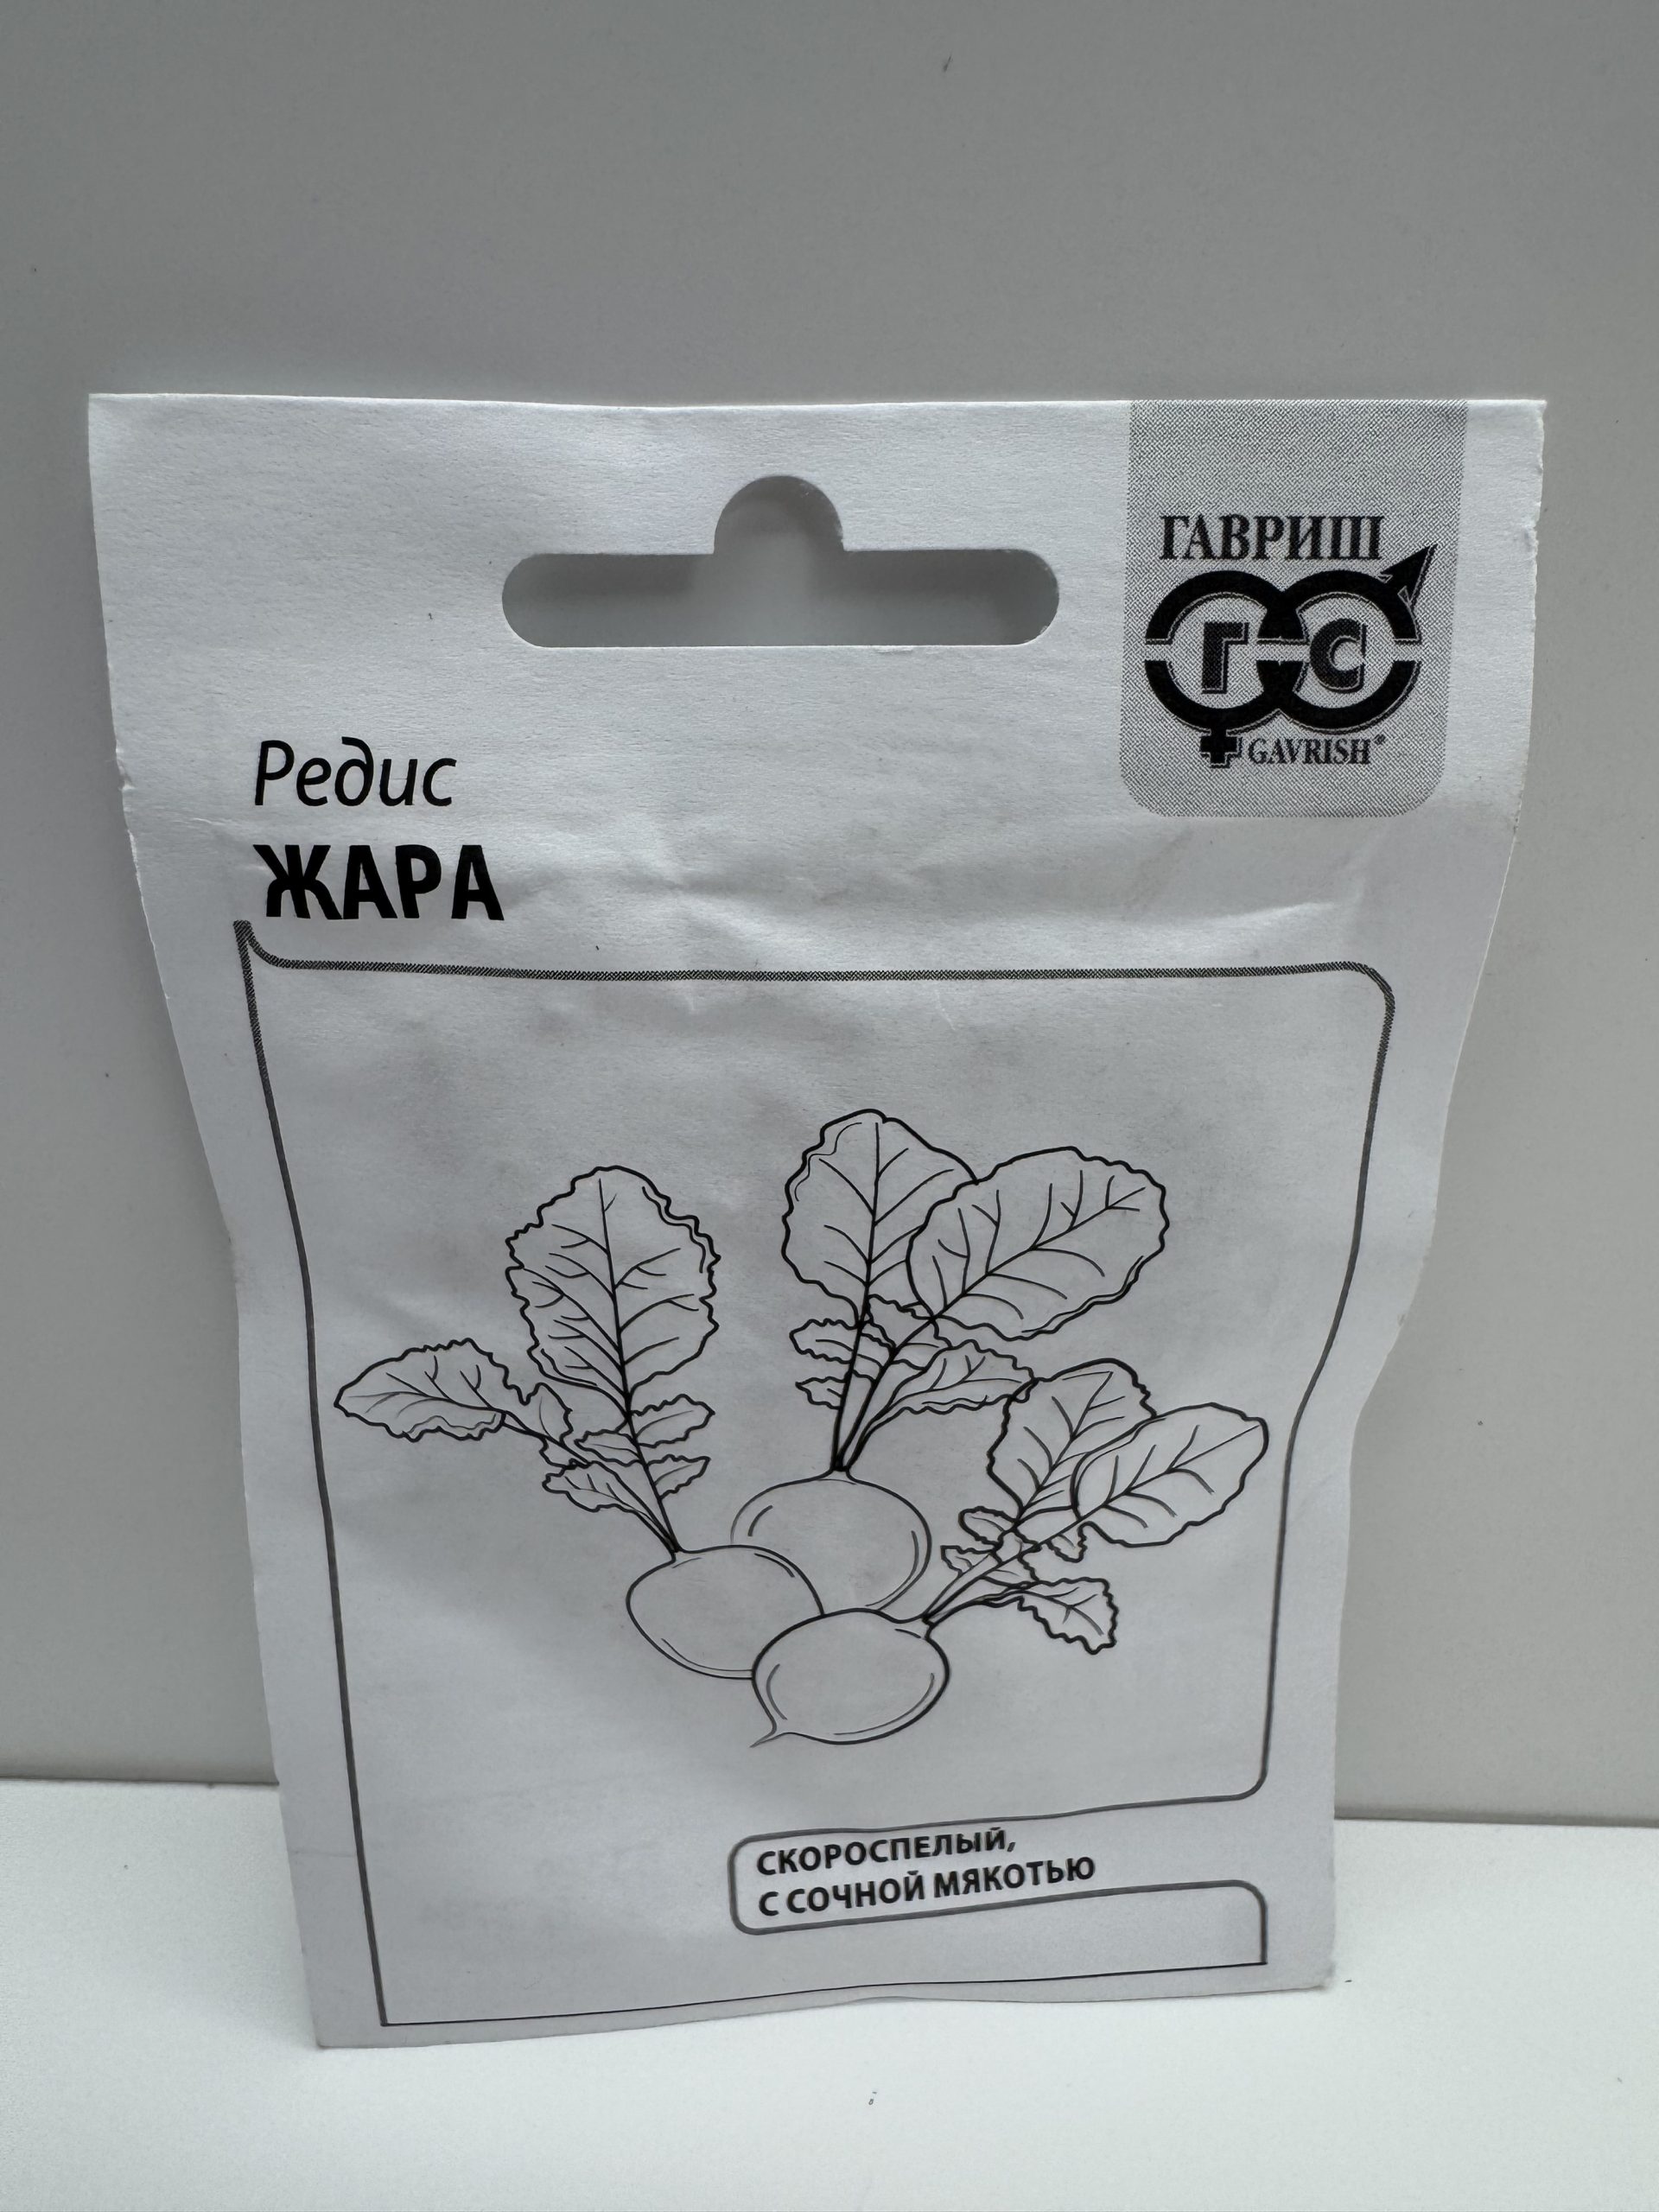 ГАВРИШ
ГС
GAVRISH®
Редис
ЖАРА
СКОРОСПЕЛЫЙ,
С СОЧНОЙ МЯКОТЬЮ